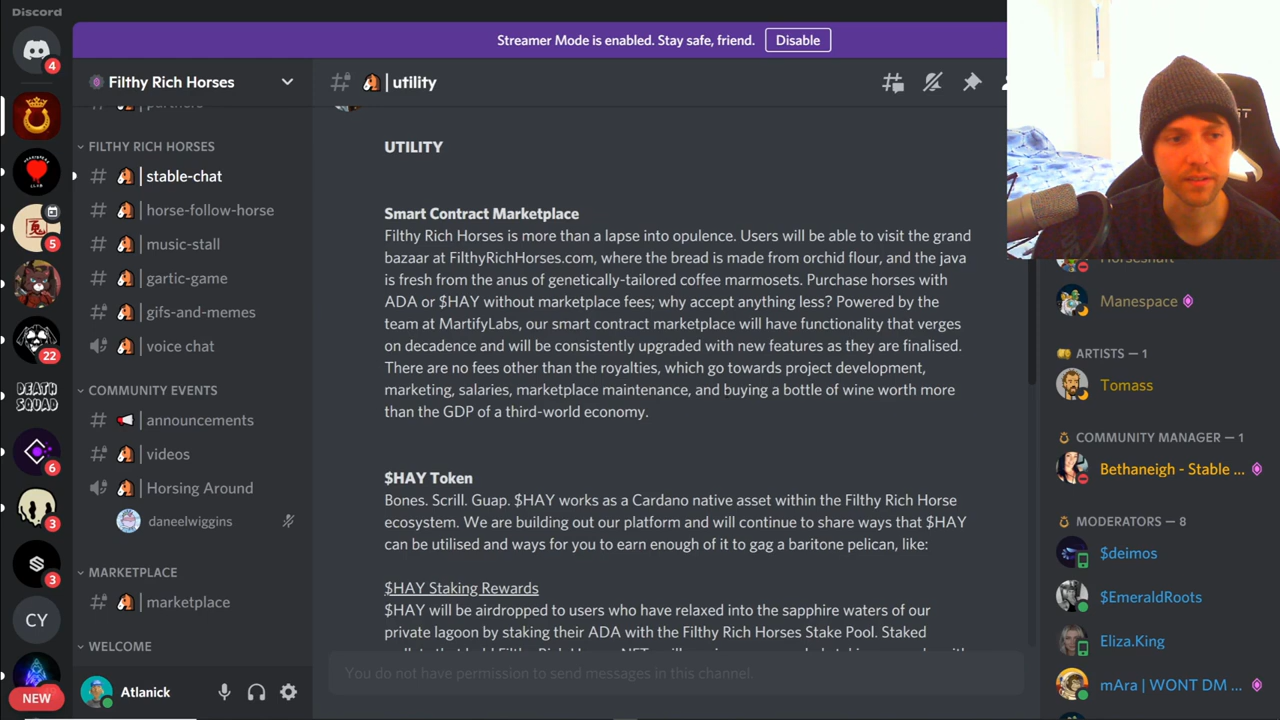 Discord
Streamer Mode is enabled. Stay safe, friend.
Disable
4
Filthy Rich Horses
# | utility
partners
FILTHY RICH HORSES
# | stable-chat
# | horse-follow-horse
# | music-stall
# | gartic-game
# | gifs-and-memes
| voice chat
COMMUNITY EVENTS
# | announcements
# | videos
| Horsing Around
daneelwiggins
MARKETPLACE
# | marketplace
WELCOME
5
22
DEATH
SQUAD
6
3
3
CY
NEW
Atlanick
UTILITY
Smart Contract Marketplace
Filthy Rich Horses is more than a lapse into opulence. Users will be able to visit the grand
bazaar at FilthyRichHorses.com, where the bread is made from orchid flour, and the java
is fresh from the anus of genetically-tailored coffee marmosets. Purchase horses with
ADA or $HAY without marketplace fees; why accept anything less? Powered by the
team at MartifyLabs, our smart contract marketplace will have functionality that verges
on decadence and will be consistently upgraded with new features as they are finalised.
There are no fees other than the royalties, which go towards project development,
marketing, salaries, marketplace maintenance, and buying a bottle of wine worth more
than the GDP of a third-world economy.
$HAY Token
Bones. Scrill. Guap. $HAY works as a Cardano native asset within the Filthy Rich Horse
ecosystem. We are building out our platform and will continue to share ways that $HAY
can be utilised and ways for you to earn enough of it to gag a baritone pelican, like:
$HAY Staking Rewards
$HAY will be airdropped to users who have relaxed into the sapphire waters of our
private lagoon by staking their ADA with the Filthy Rich Horses Stake Pool. Staked
You do not have permission to send messages in this channel.
Manespace
ARTISTS — 1
Tomass
COMMUNITY MANAGER — 1
Bethaneigh - Stable ...
MODERATORS — 8
$deimos
$EmeraldRoots
Eliza.King
mAra | WONT DM ...